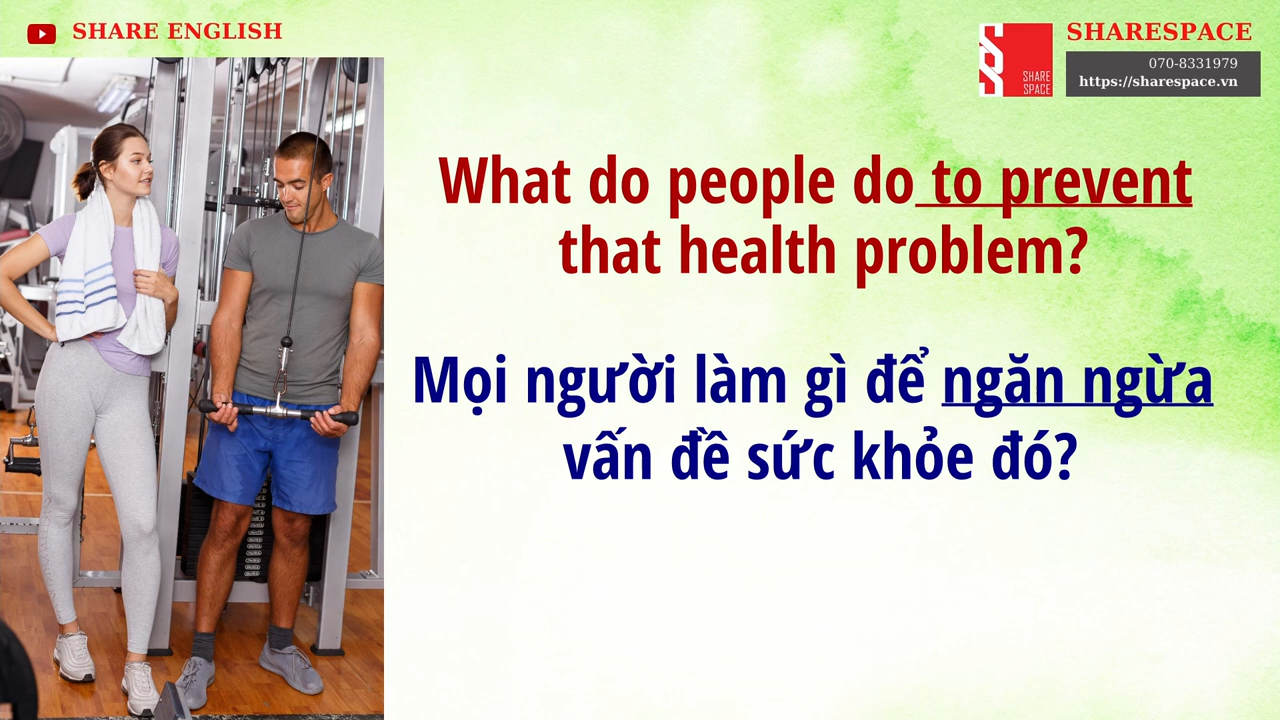 SHARE ENGLISH
SHARESPACE
070-8331979
https://sharespace.vn
SHARE
SPACE
What do people do to prevent
that health problem?
Mọi người làm gì để ngăn ngừa
vấn đề sức khỏe đó?